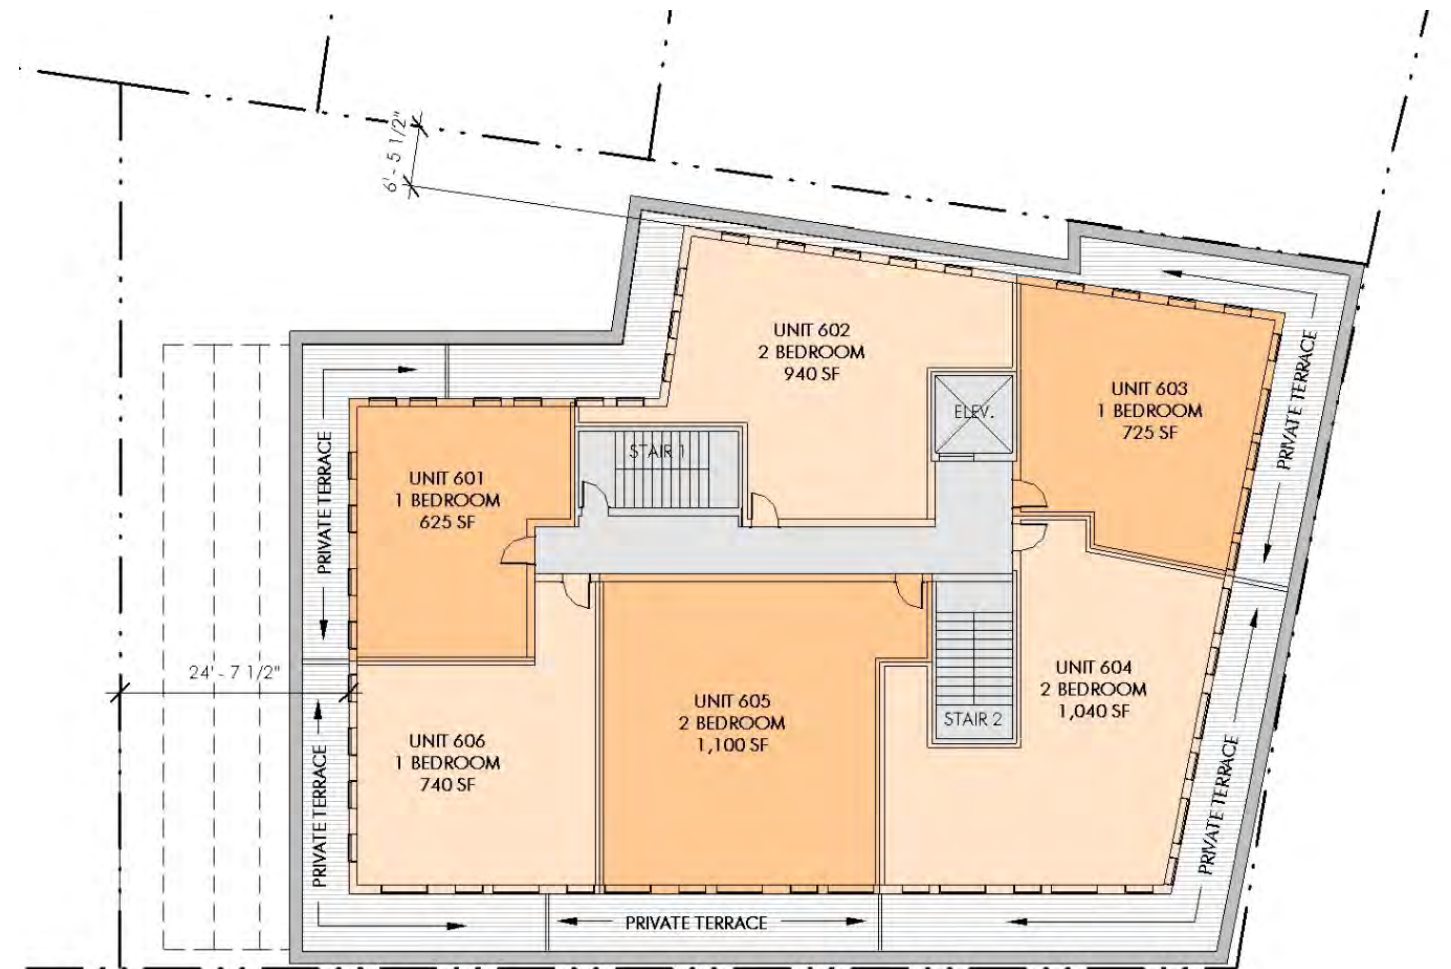 6' - 5 1/2"
UNIT 602
2 BEDROOM
940 SF
UNIT 603
1 BEDROOM
725 SF
PRIVATE TERRACE
ELEV.
STAIR 1
UNIT 601
1 BEDROOM
625 SF
PRIVATE TERRACE
24' - 7 1/2"
UNIT 604
2 BEDROOM
1,040 SF
UNIT 605
2 BEDROOM
1,100 SF
STAIR 2
UNIT 606
1 BEDROOM
740 SF
PRIVATE TERRACE
PRIVATE TERRACE
PRIVATE TERRACE